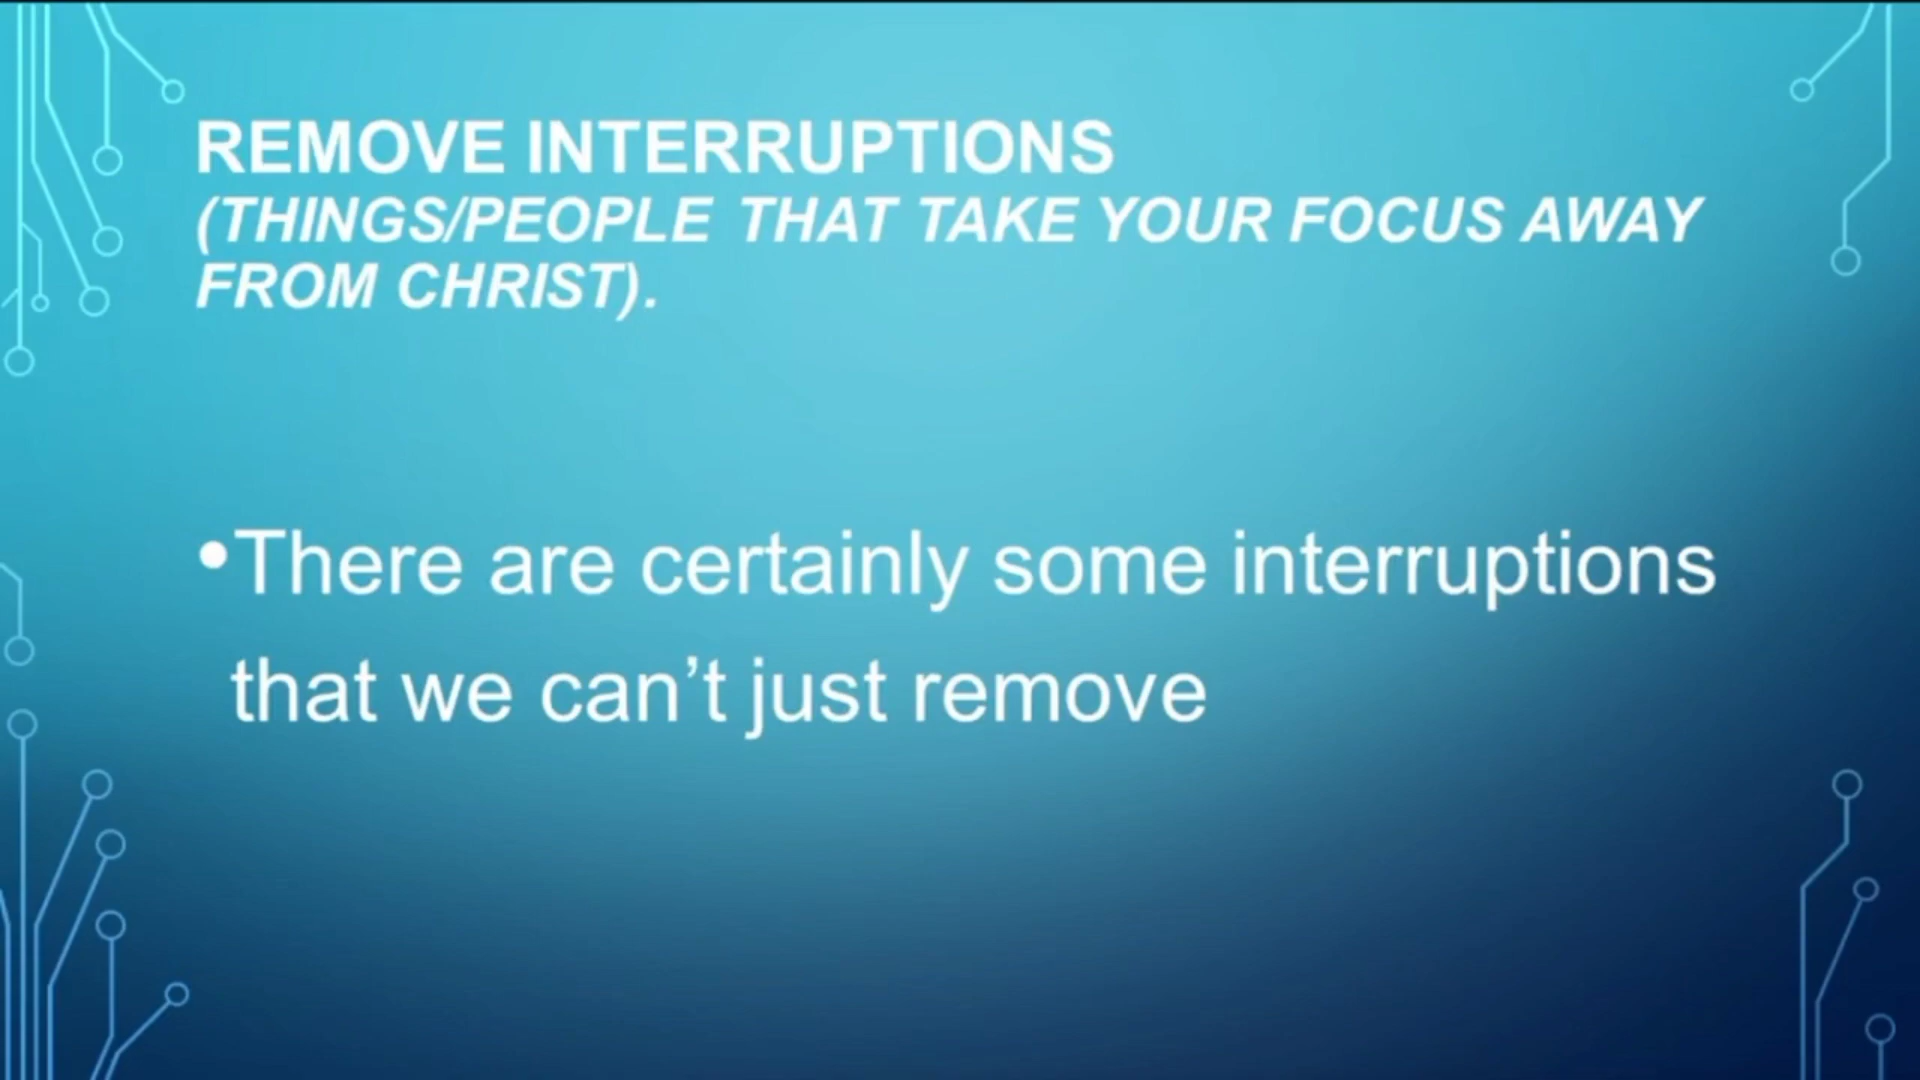 REMOVE INTERRUPTIONS
(THINGS/PEOPLE THAT TAKE YOUR FOCUS AWAY
FROM CHRIST).
•There are certainly some interruptions
that we can’t just remove